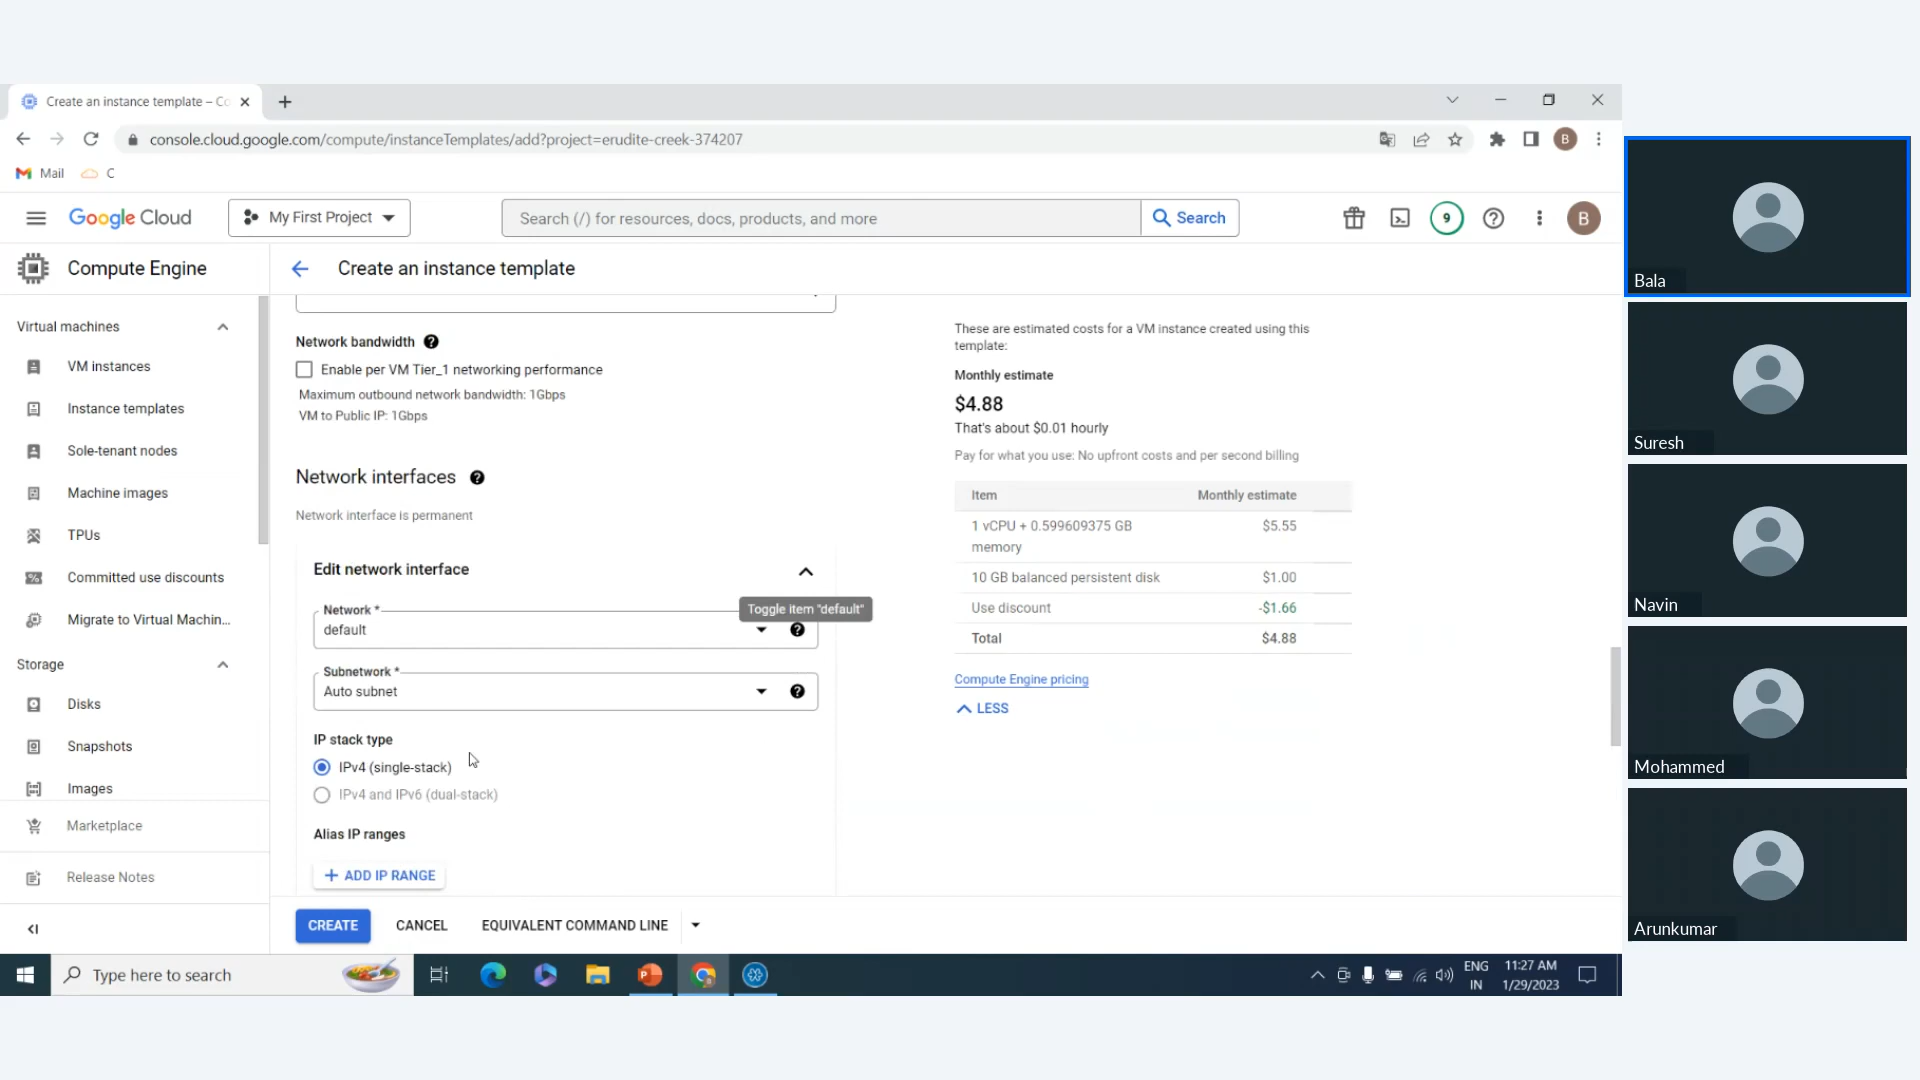 Create an instance template – Co
console.cloud.google.com/compute/instanceTemplates/add?project=erudite-creek-374207
B
Mail
C
Google Cloud
My First Project
Search (/) for resources, docs, products, and more
Search
9
B
Compute Engine
Create an instance template
Virtual machines
VM instances
Instance templates
Sole-tenant nodes
Machine images
TPUs
Committed use discounts
Migrate to Virtual Machin...
Storage
Disks
Snapshots
Images
Marketplace
Release Notes
Network bandwidth
Enable per VM Tier_1 networking performance
Maximum outbound network bandwidth: 1Gbps
VM to Public IP: 1Gbps
Network interfaces
Network interface is permanent
Edit network interface
Toggle item "default"
Network *
default
Subnetwork *
Auto subnet
IP stack type
IPv4 (single-stack)
IPv4 and IPv6 (dual-stack)
Alias IP ranges
+ ADD IP RANGE
CREATE
CANCEL
EQUIVALENT COMMAND LINE
These are estimated costs for a VM instance created using this
template:
Monthly estimate
$4.88
That's about $0.01 hourly
Pay for what you use: No upfront costs and per second billing
Item Monthly estimate
1 vCPU + 0.599609375 GB $5.55
memory
10 GB balanced persistent disk $1.00
Use discount -$1.66
Total $4.88
Compute Engine pricing
LESS
Type here to search
ENG
IN
11:27 AM
1/29/2023
Bala
Suresh
Navin
Mohammed
Arunkumar